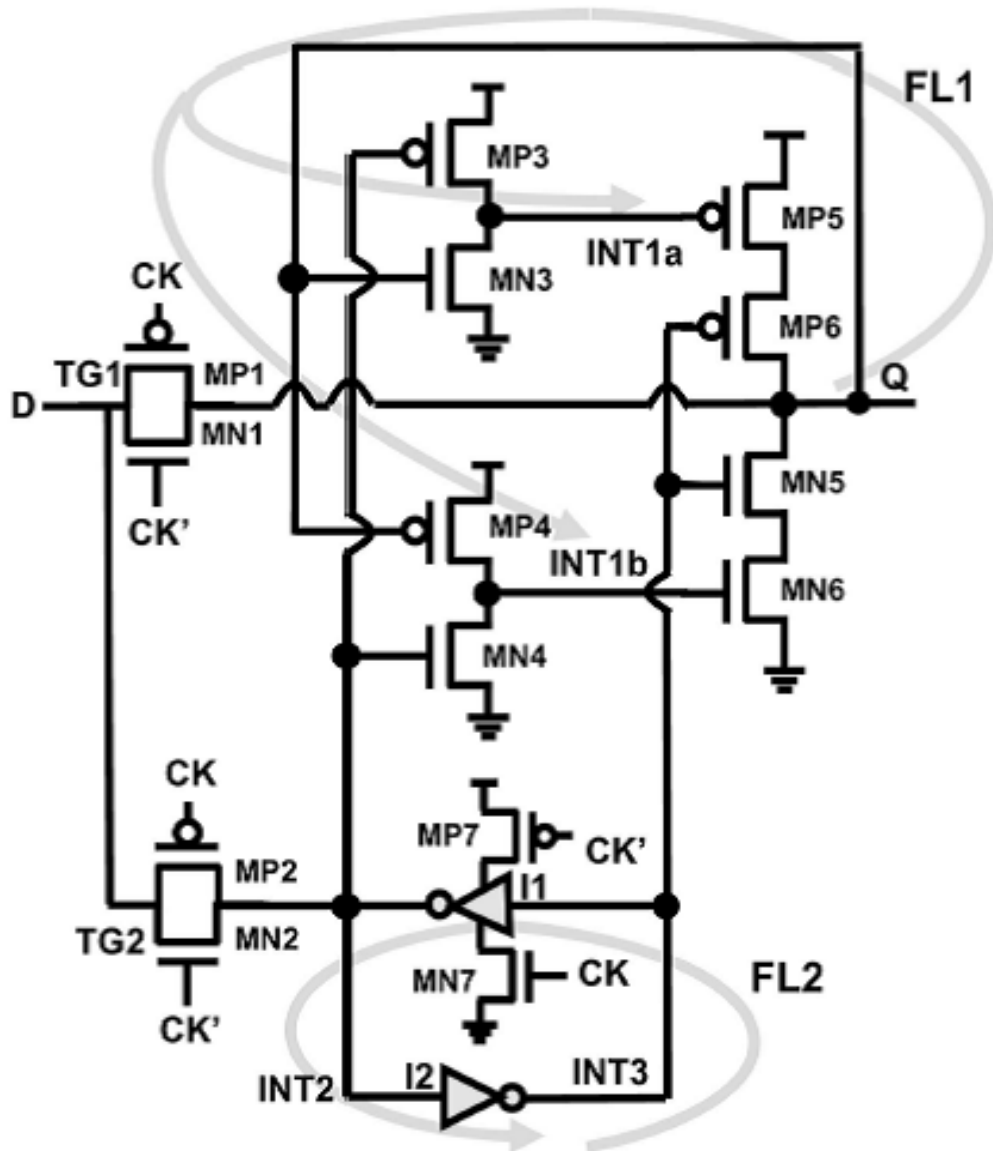 FL1
MP3
MP5
INT1a
MN3
CK
MP6
TG1
MP1
Q
D
MN1
MN5
CK’
MP4
INT1b
MN6
MN4
CK
MP7
CK’
MP2
I1
TG2
MN2
MN7
CK
FL2
CK’
INT2
I2
INT3